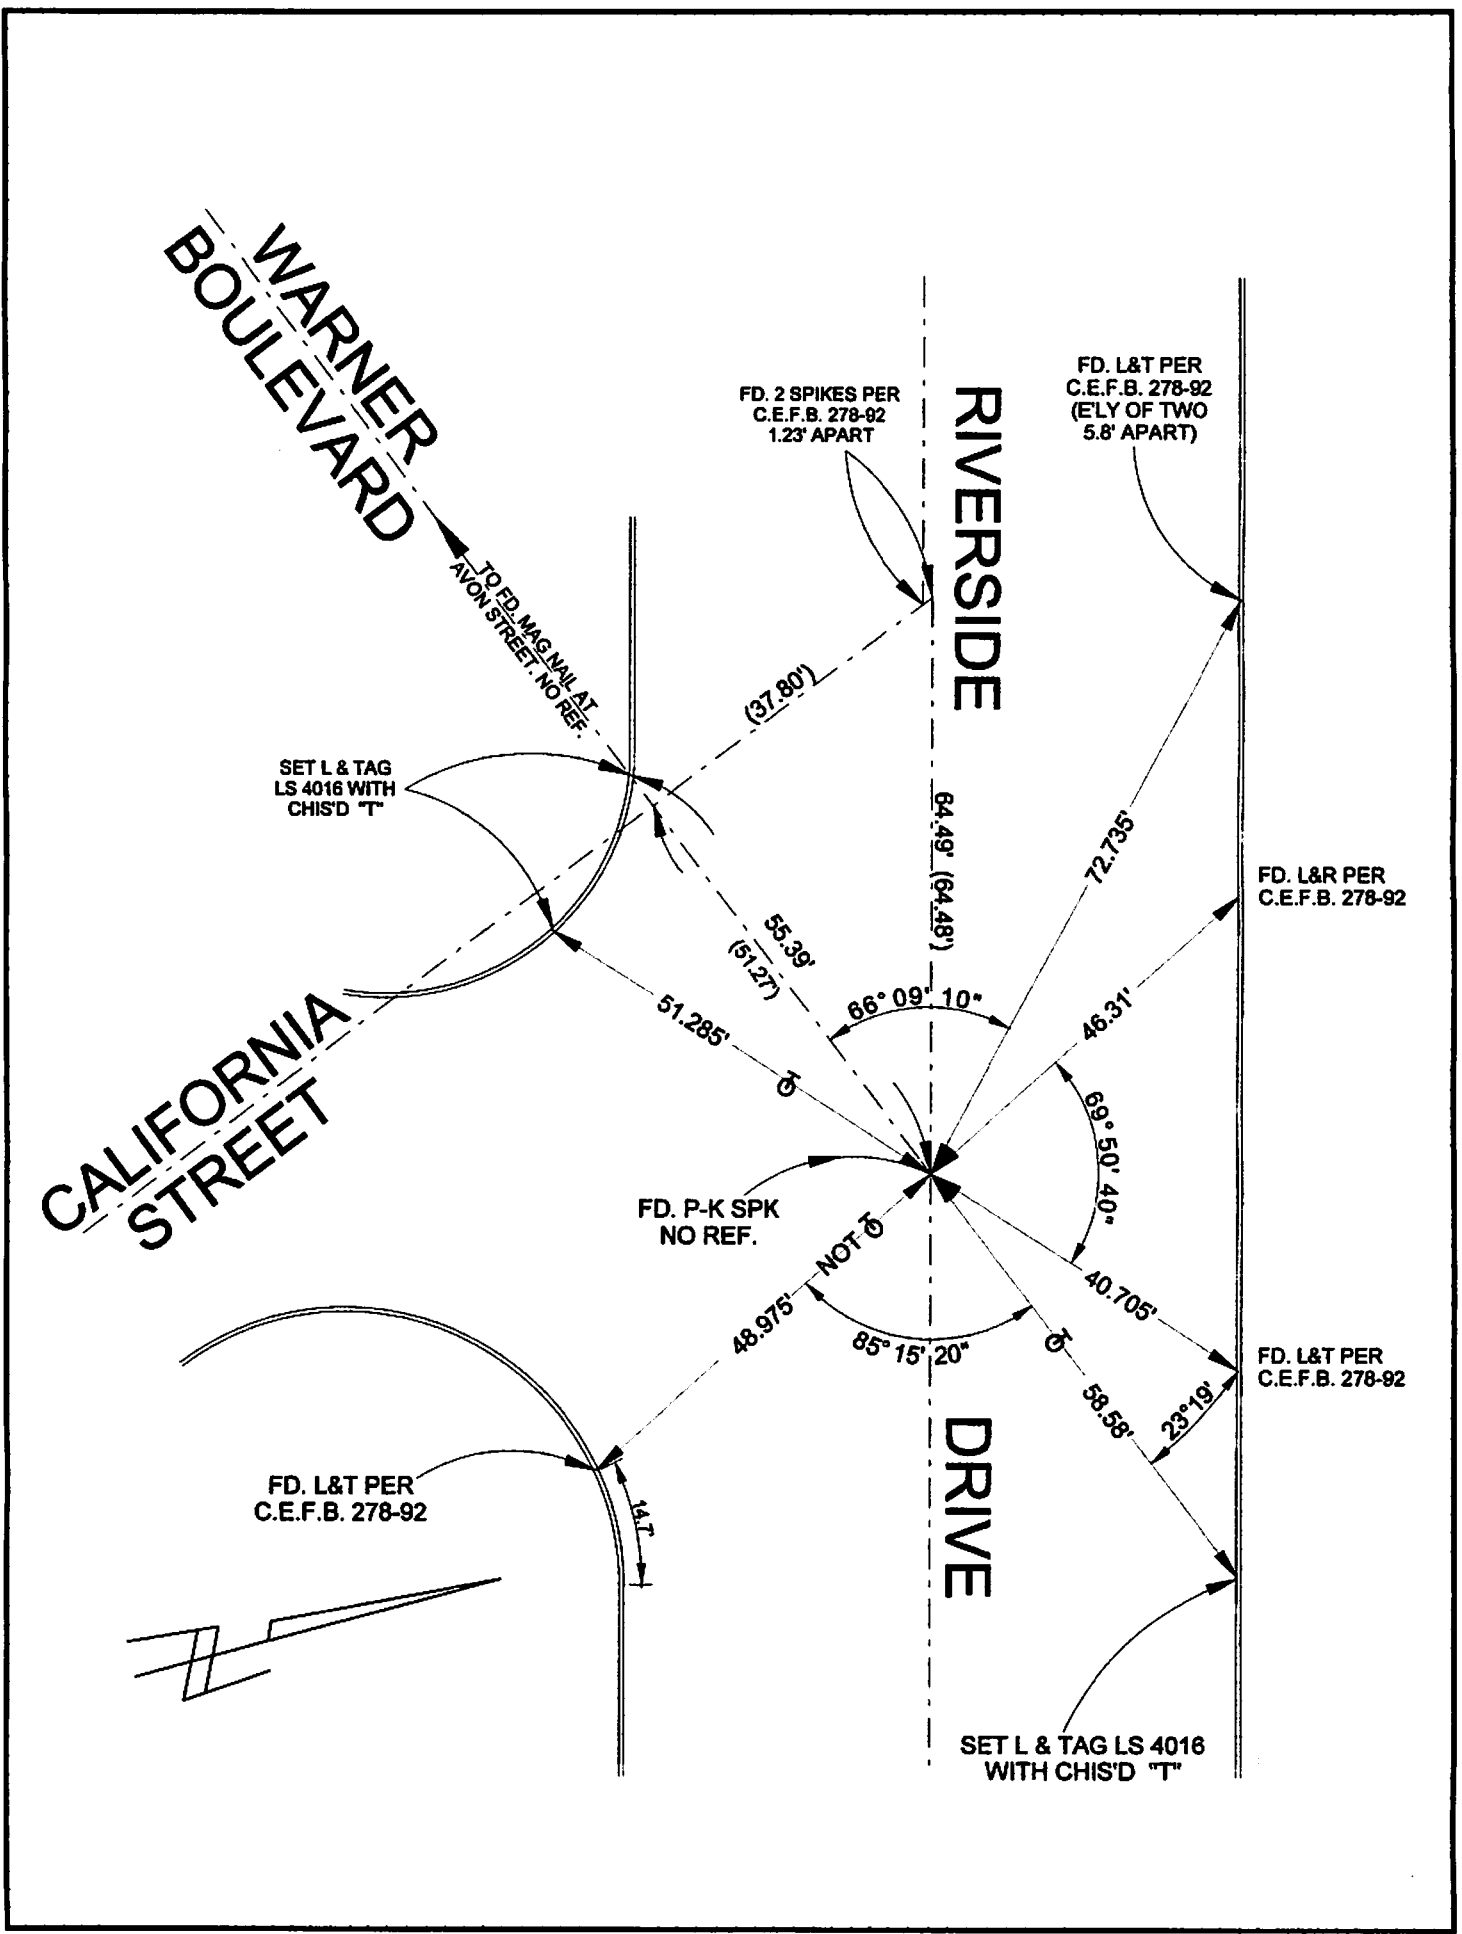 WARNER
BOULEVARD
FD. 2 SPIKES PER
C.E.F.B. 278-92
1.23' APART
RIVERSIDE
FD. L&T PER
C.E.F.B. 278-92
(E'LY OF TWO
5.8' APART)
TO FD. MAG NAIL AT
AVON STREET. NO REF.
(37.80')
SET L & TAG
LS 4016 WITH
CHIS'D "T"
64.49' (64.48')
72.735'
FD. L&R PER
C.E.F.B. 278-92
55.39'
(51.27')
66° 09' 10"
51.285'
46.31'
CALIFORNIA
STREET
69° 50' 40"
FD. P-K SPK
NO REF.
NOT
48.975'
85° 15' 20"
40.705'
FD. L&T PER
C.E.F.B. 278-92
58.58'
23°19'
DRIVE
FD. L&T PER
C.E.F.B. 278-92
14.7'
N
SET L & TAG LS 4016
WITH CHIS'D "T"